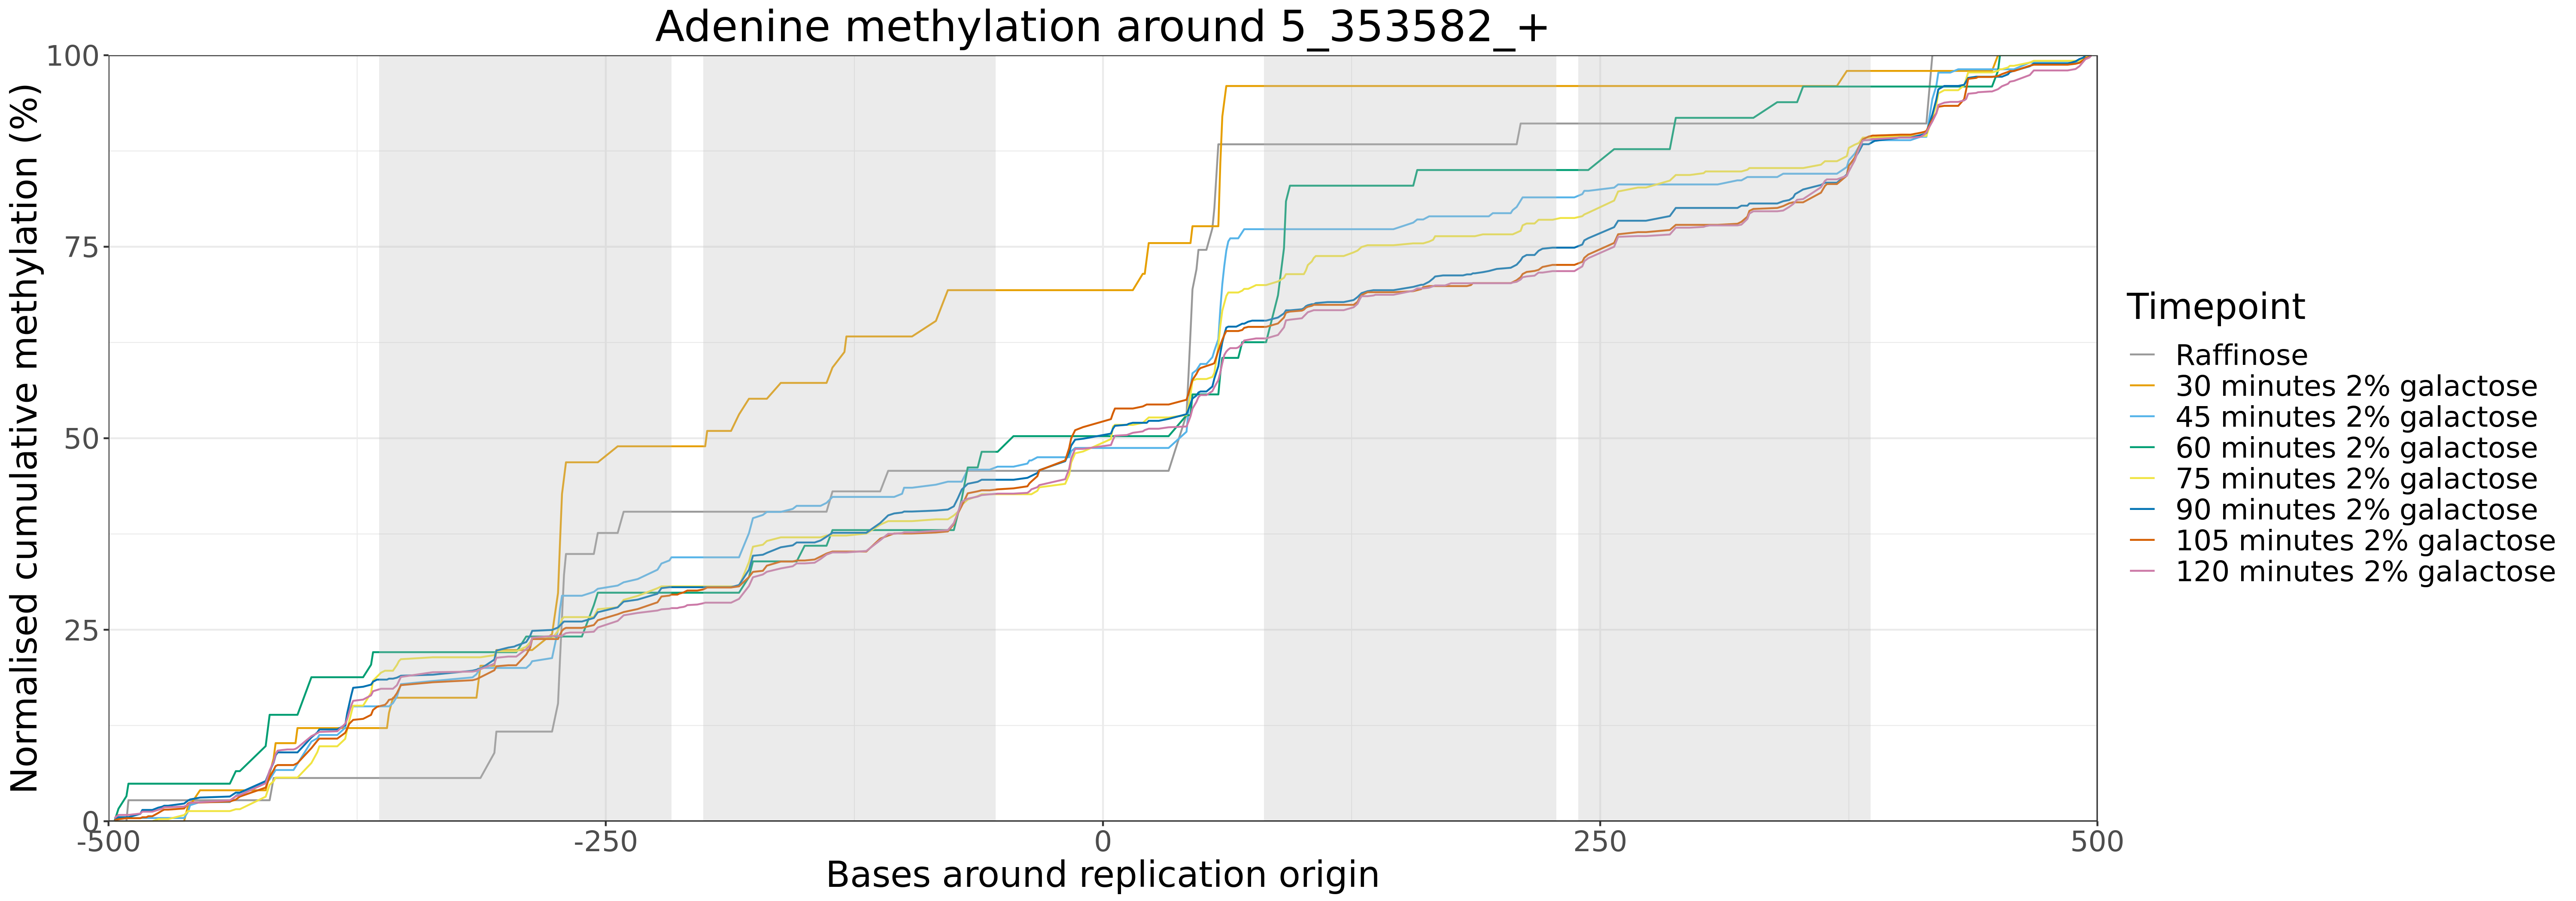 Adenine methylation around 5_353582_+
Normalised cumulative methylation (%)
100
75
50
25
0
-500
-250
0
250
500
Bases around replication origin
Timepoint
Raffinose
30 minutes 2% galactose
45 minutes 2% galactose
60 minutes 2% galactose
75 minutes 2% galactose
90 minutes 2% galactose
105 minutes 2% galactose
120 minutes 2% galactose